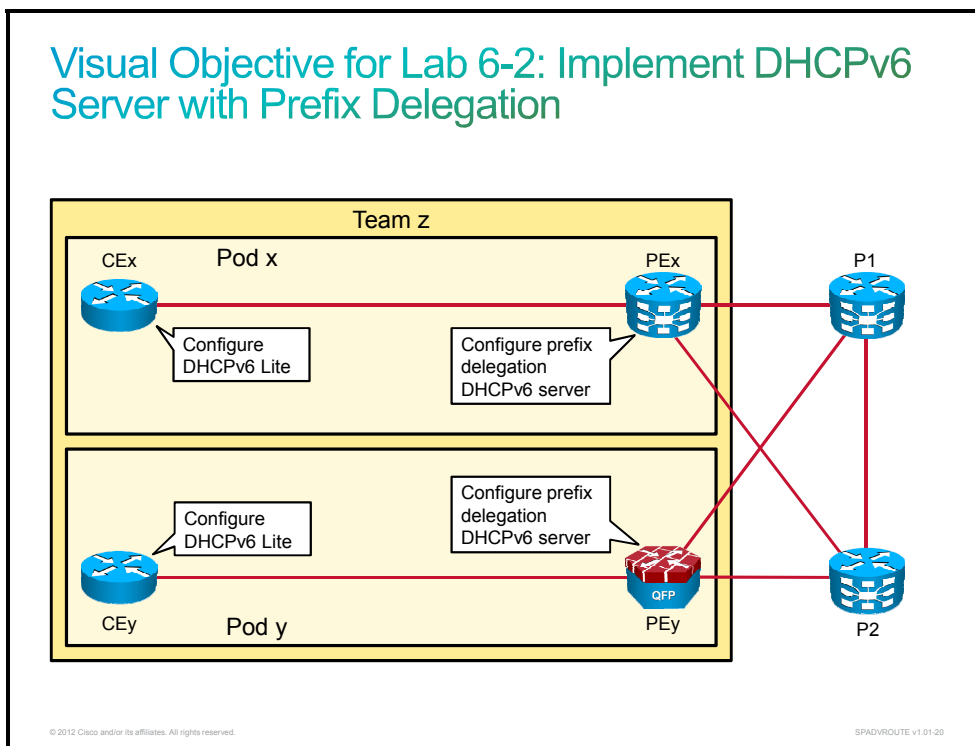 Visual Objective for Lab 6-2: Implement DHCPv6
Server with Prefix Delegation
Team z
Pod x
CEx
PEx
P1
Configure
DHCPv6 Lite
Configure prefix
delegation
DHCPv6 server
Configure
DHCPv6 Lite
Configure prefix
delegation
DHCPv6 server
QFP
CEy
Pod y
PEy
P2
© 2012 Cisco and/or its affiliates. All rights reserved.
SPADVROUTE v1.01-20